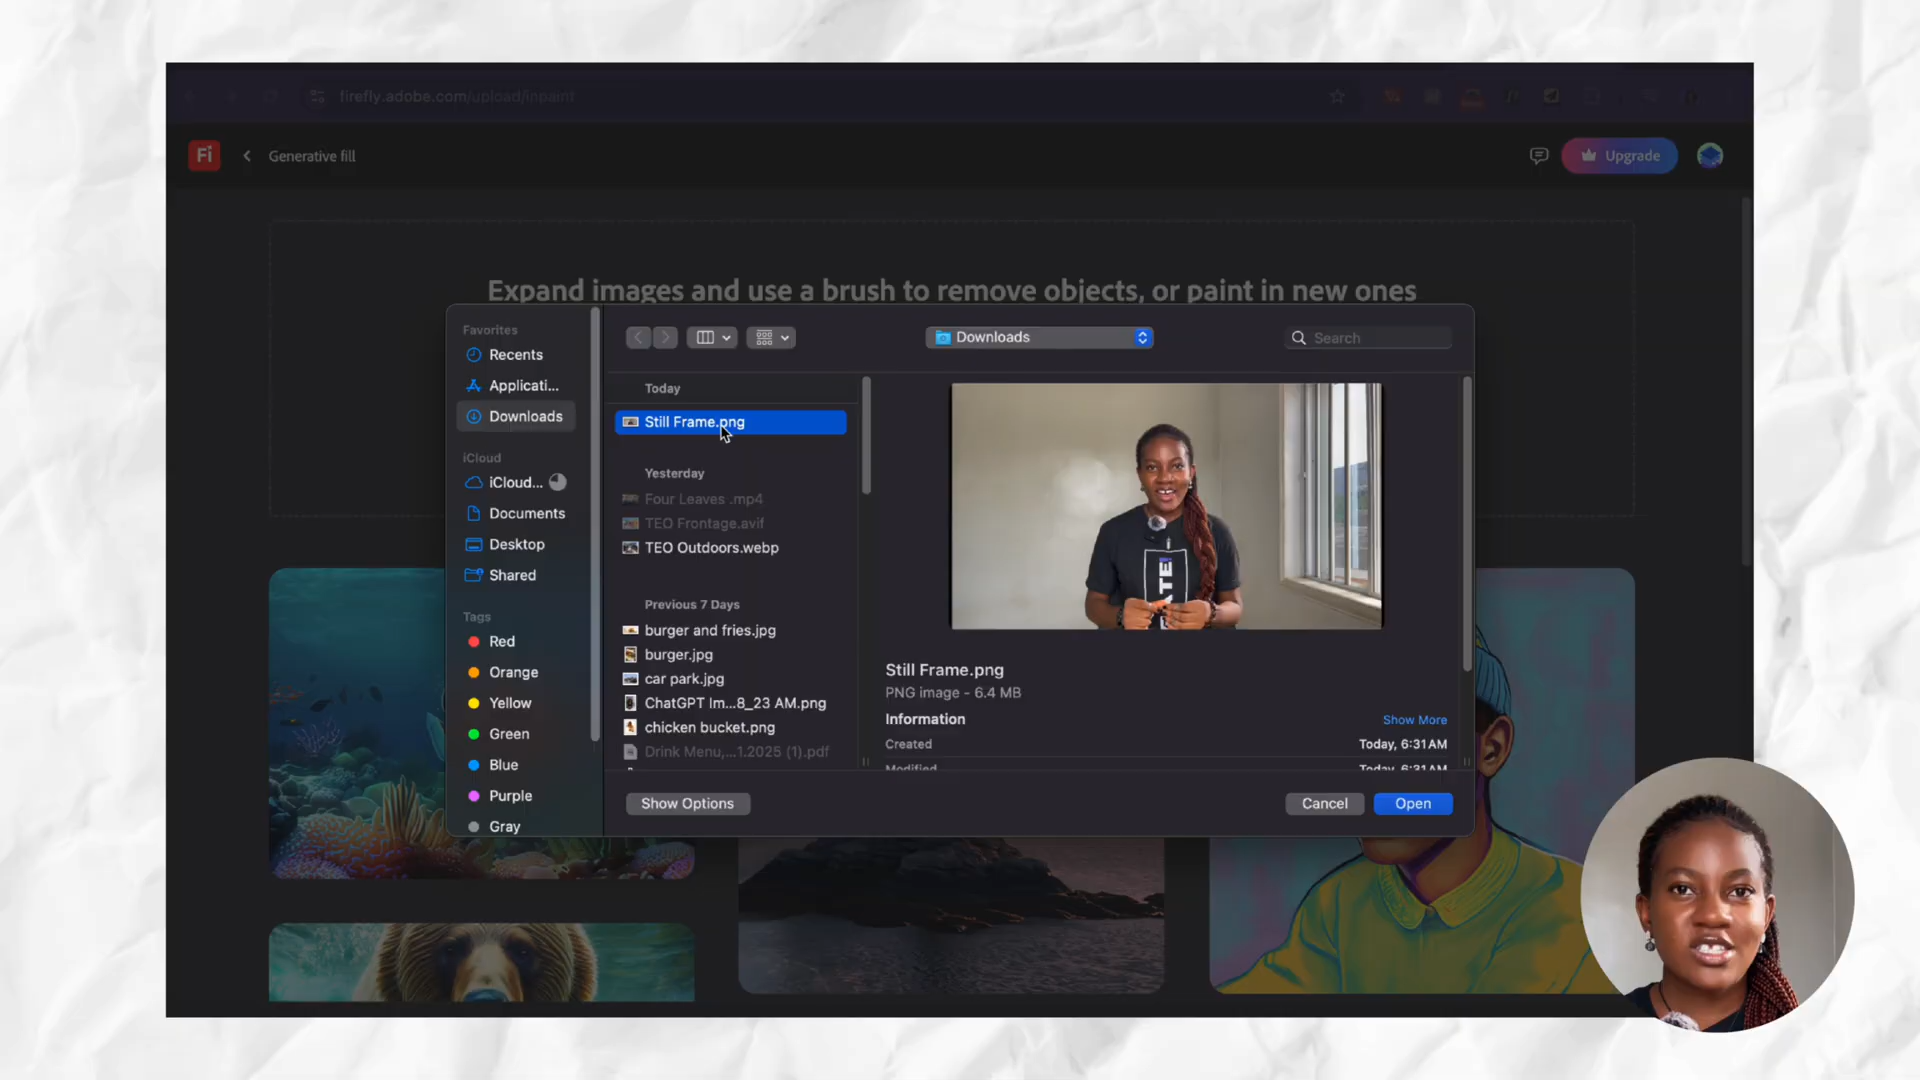 firefly.adobe.com/upload/inpaint
Fi
Generative fill
Upgrade
Expand images and use a brush to remove objects, or paint in new ones
Favorites
Recents
Applicati...
Downloads
iCloud
iCloud...
Documents
Desktop
Shared
Tags
Red
Orange
Yellow
Green
Blue
Purple
Gray
Downloads
Search
Today
Still Frame.png
Yesterday
Four Leaves .mp4
TEO Frontage.avif
TEO Outdoors.webp
Previous 7 Days
burger and fries.jpg
burger.jpg
car park.jpg
ChatGPT Im...8_23 AM.png
chicken bucket.png
Drink Menu,...1.2025 (1).pdf
Still Frame.png
PNG image - 6.4 MB
Information
Show More
Created
Today, 6:31 AM
Modified
Today, 6:31 AM
Show Options
Cancel
Open